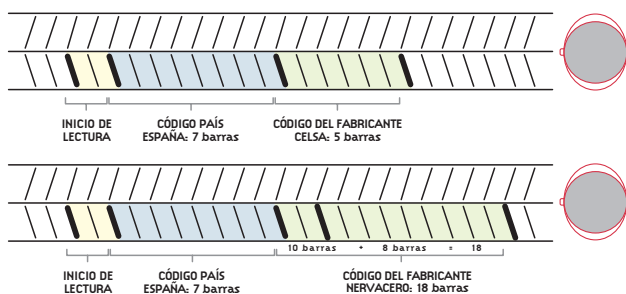 INICIO DE
LECTURA
CÓDIGO PAÍS
ESPAÑA: 7 barras
CÓDIGO DEL FABRICANTE
CELSA: 5 barras
10 barras + 8 barras = 18
INICIO DE
LECTURA
CÓDIGO PAÍS
ESPAÑA: 7 barras
CÓDIGO DEL FABRICANTE
NERVACERO: 18 barras